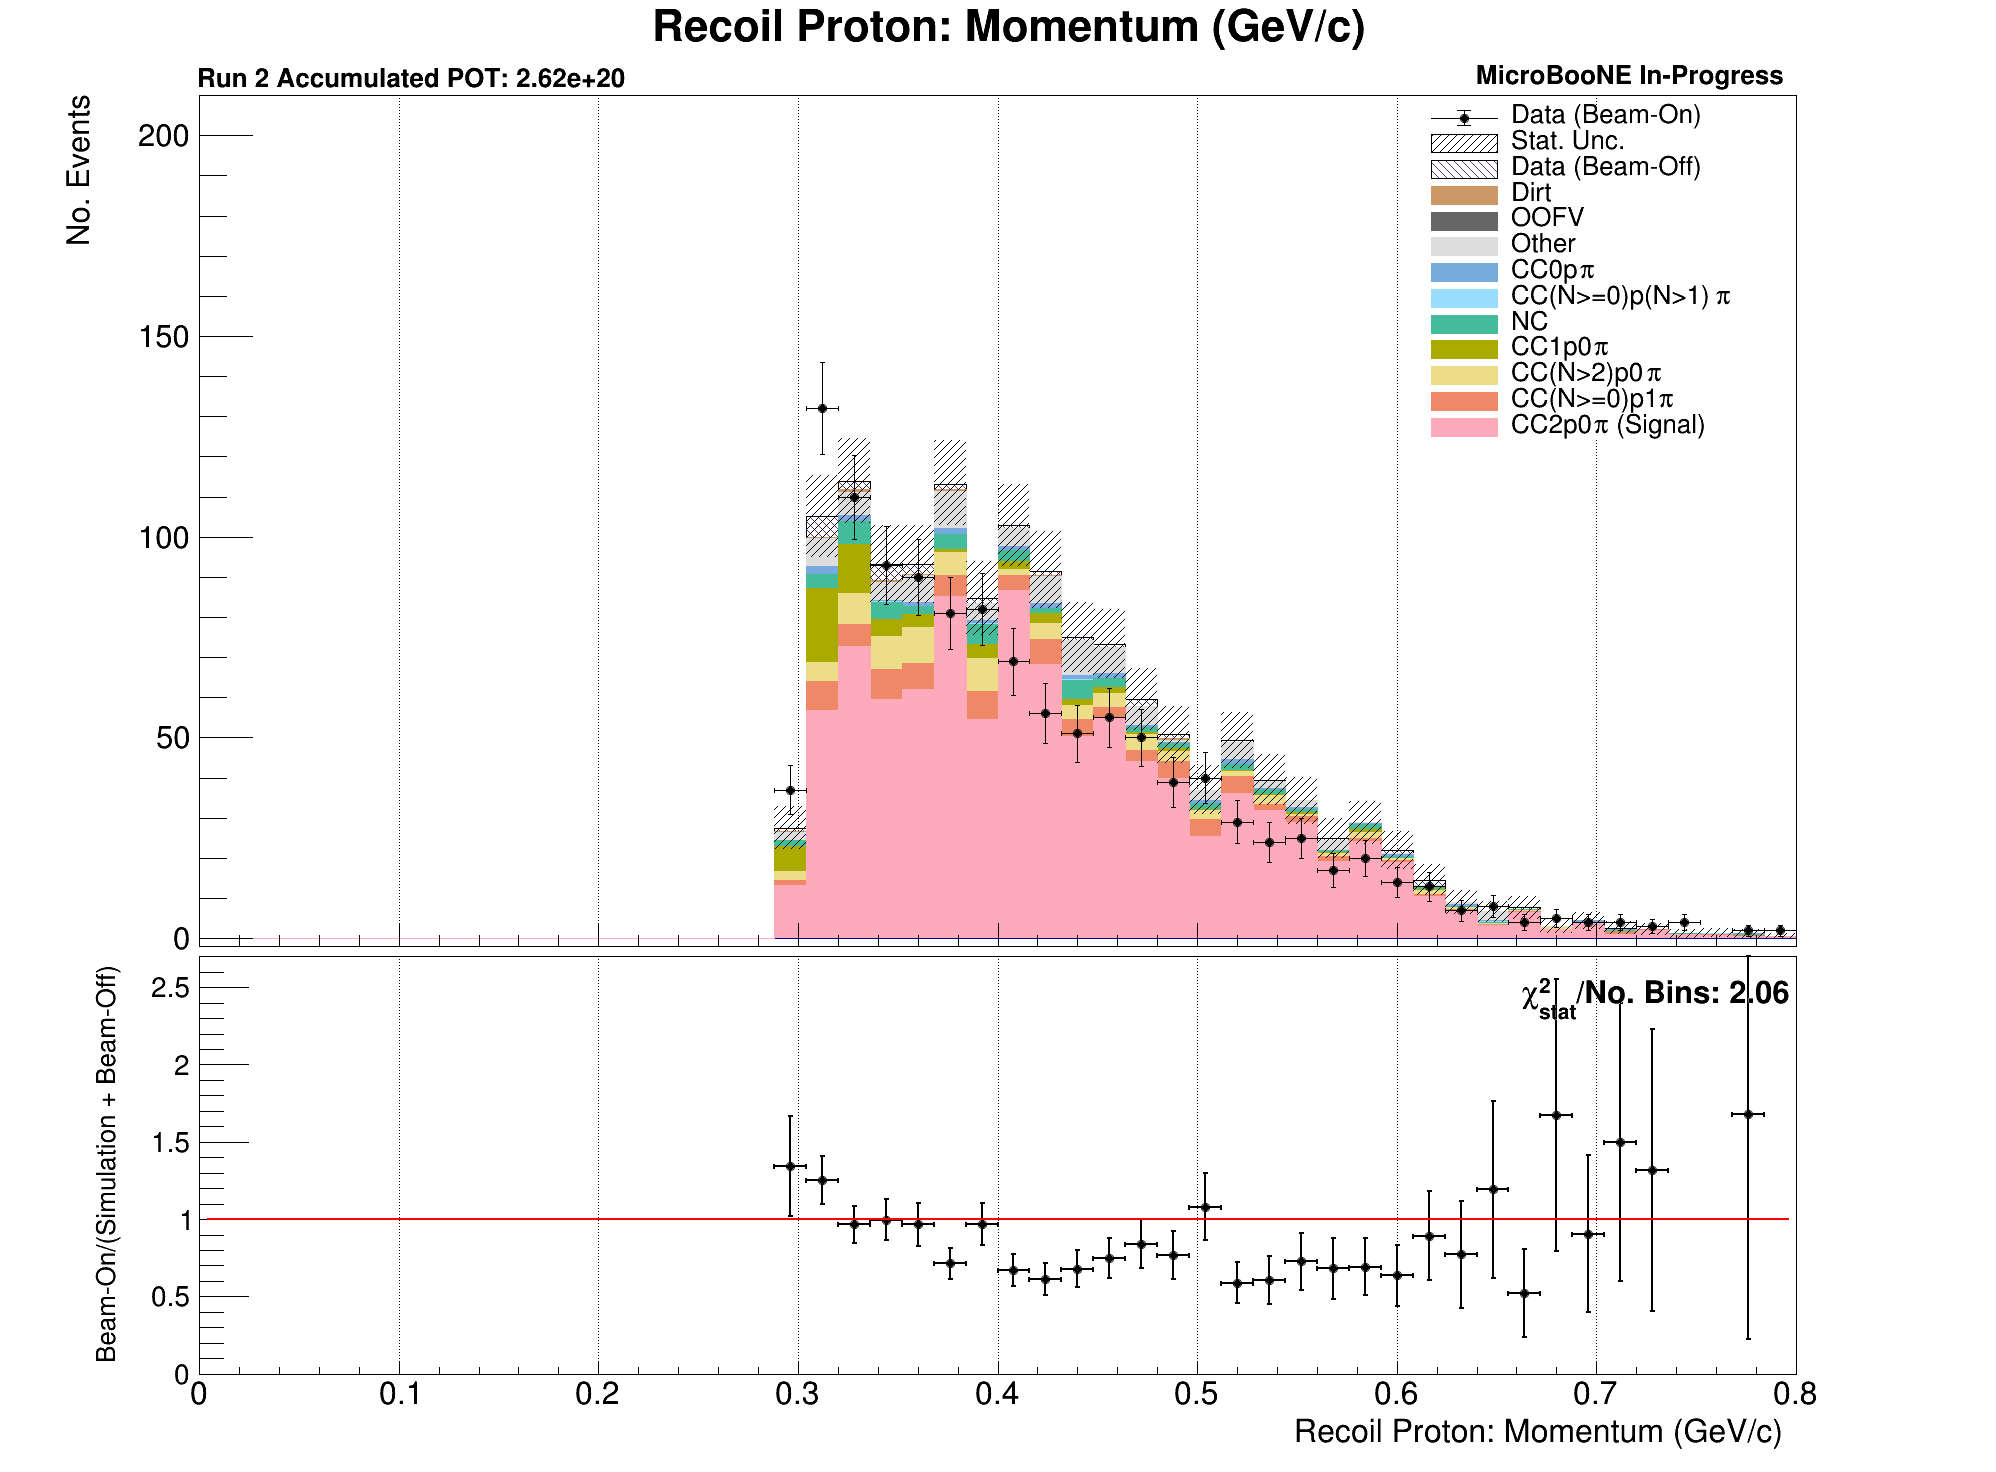 Recoil Proton: Momentum (GeV/c)
Run 2 Accumulated POT: 2.62e+20
MicroBooNE In-Progress
No. Events
200
150
100
50
0
Data (Beam-On)
Stat. Unc.
Data (Beam-Off)
Dirt
OOFV
Other
CC0pπ
CC(N>=0)p(N>1) π
NC
CC1p0π
CC(N>2)p0π
CC(N>=0)p1π
CC2p0π (Signal)
Beam-On/(Simulation + Beam-Off)
2.5
2
1.5
1
0.5
0
χ²stat/No. Bins: 2.06
0 0.1 0.2 0.3 0.4 0.5 0.6 0.7 0.8
Recoil Proton: Momentum (GeV/c)